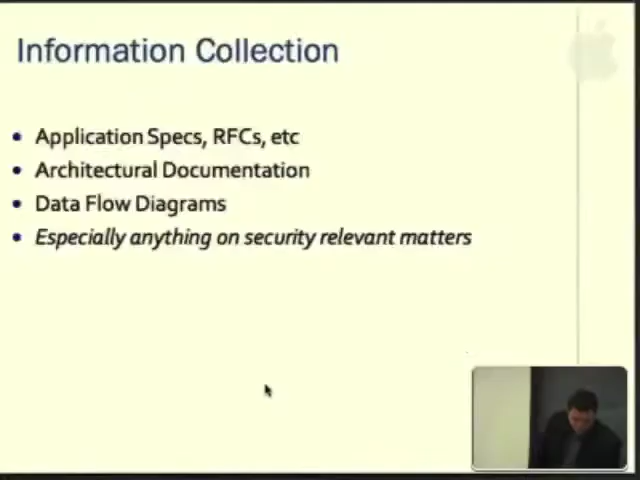 Information Collection
• Application Specs, RFCs, etc
• Architectural Documentation
• Data Flow Diagrams
• Especially anything on security relevant matters